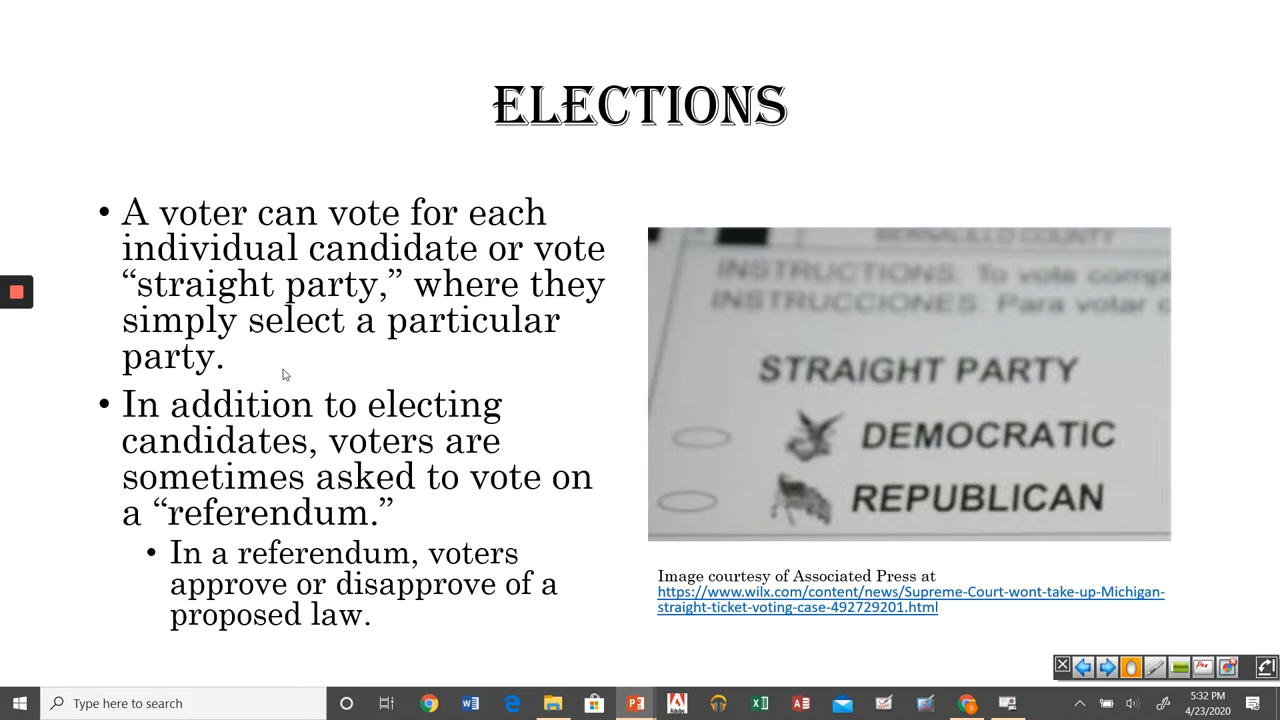 ELECTIONS
• A voter can vote for each
individual candidate or vote
“straight party,” where they
simply select a particular
party.
• In addition to electing
candidates, voters are
sometimes asked to vote on
a “referendum.”
• In a referendum, voters
approve or disapprove of a
proposed law.
BERNALILLO COUNTY
INSTRUCTIONS: To vote comp
INSTRUCCIONES: Para votar
STRAIGHT PARTY
DEMOCRATIC
REPUBLICAN
Image courtesy of Associated Press at
https://www.wilx.com/content/news/Supreme-Court-wont-take-up-Michigan-
straight-ticket-voting-case-492729201.html
Type here to search
5:32 PM
4/23/2020